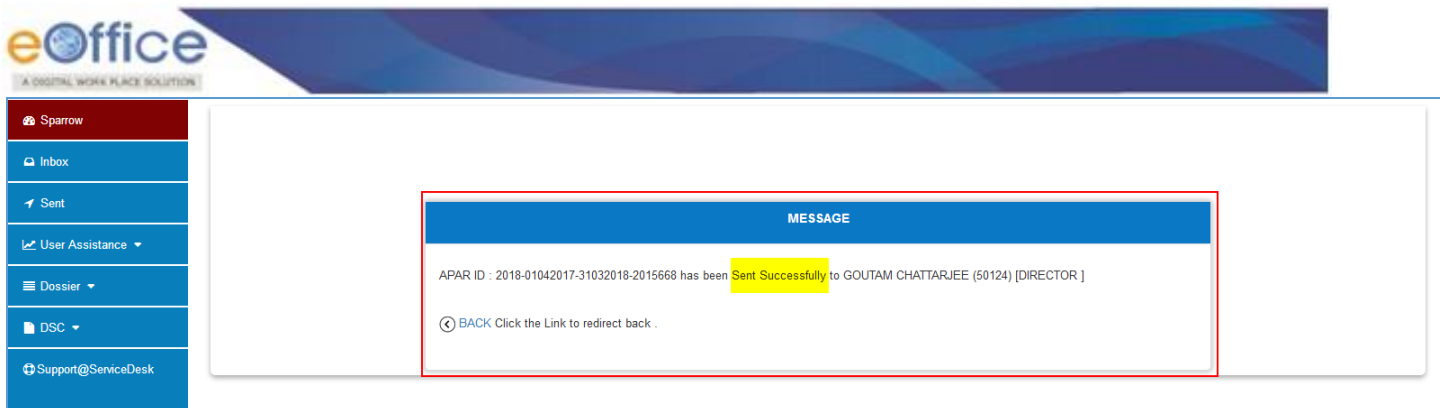 eOffice
A DIGITAL WORK PLACE SOLUTION
Sparrow
Inbox
Sent
User Assistance
Dossier
DSC
Support@ServiceDesk
MESSAGE
APAR ID : 2018-01042017-31032018-2015668 has been Sent Successfully to GOUTAM CHATTARJEE (50124) [DIRECTOR ]
BACK Click the Link to redirect back .